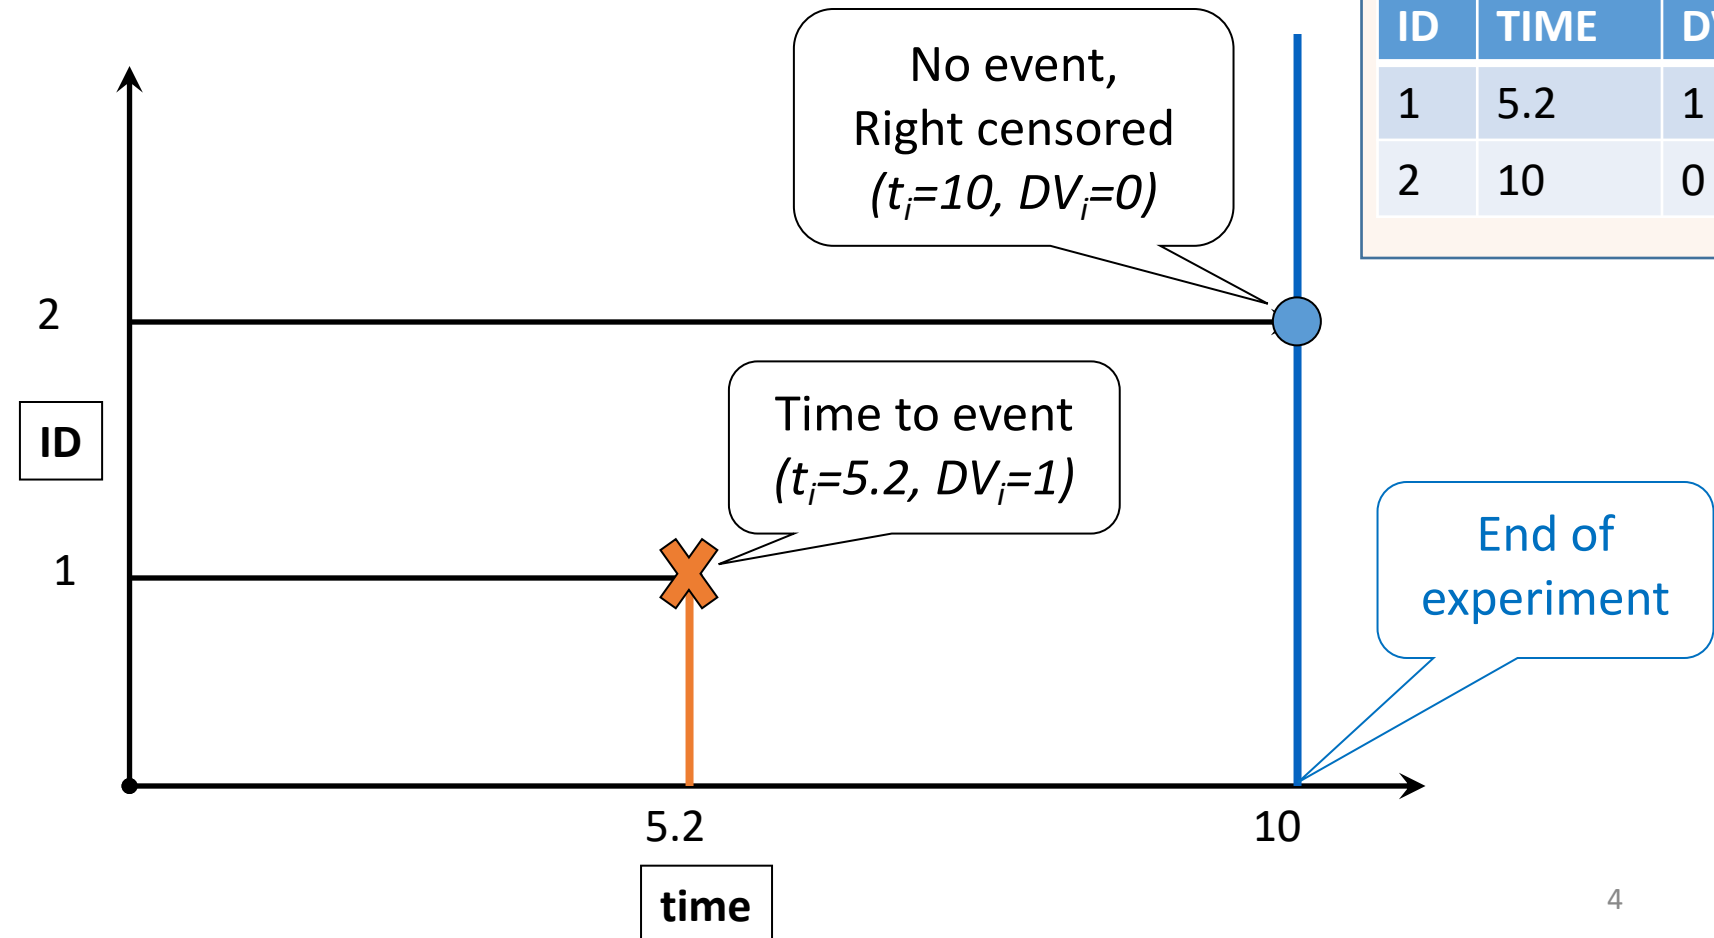 ID TIME
1 5.2 1
2 10 0
No event,
Right censored
(tᵢ=10, DVᵢ=0)
2
Time to event
(tᵢ=5.2, DVᵢ=1)
ID
1
End of
experiment
5.2 10
time
4